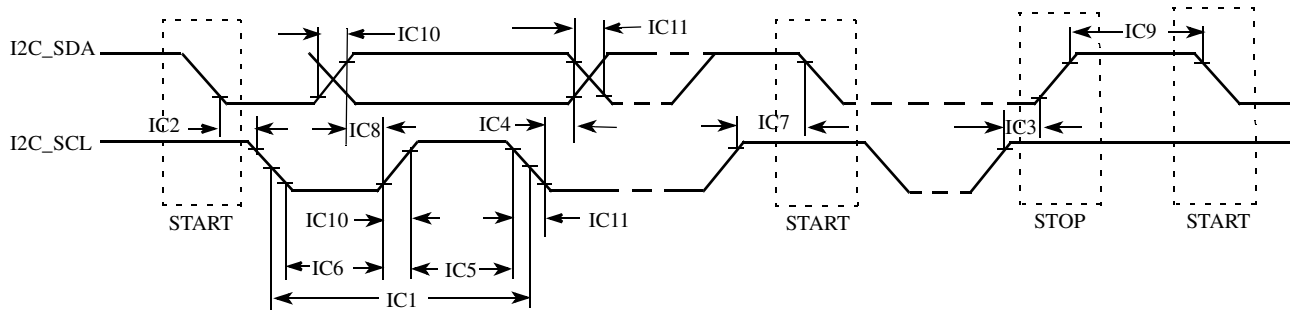 IC10 IC11 IC9
I2C_SDA
IC2 IC8 IC4 IC7 IC3
I2C_SCL
START IC10 IC11 START STOP START
IC6 IC5
IC1